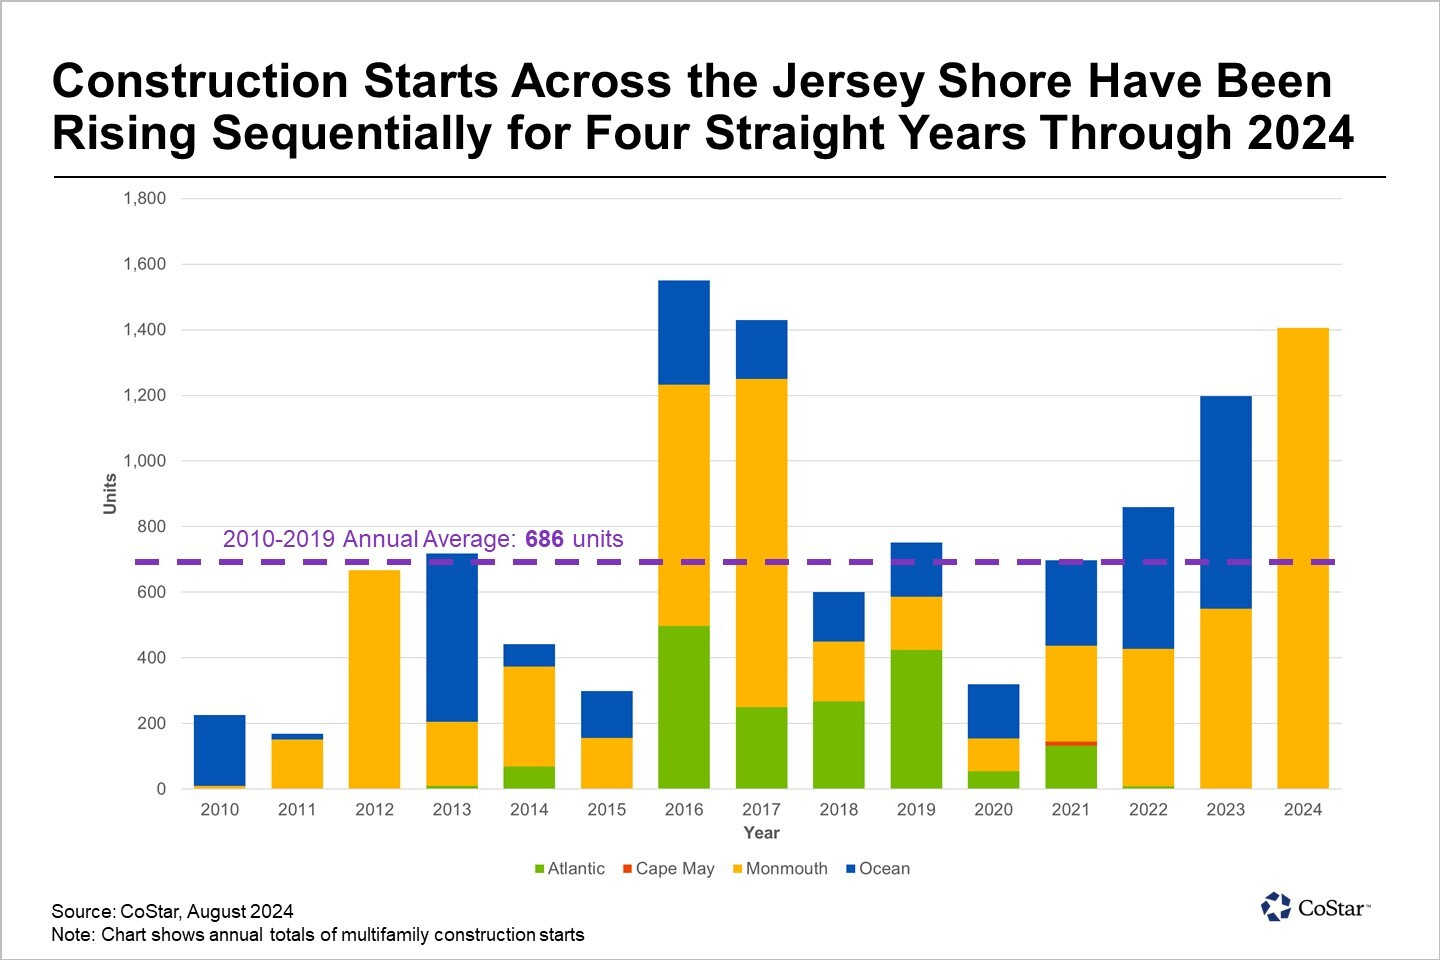 Construction Starts Across the Jersey Shore Have Been
Rising Sequentially for Four Straight Years Through 2024
1,800
1,600
1,400
1,200
1,000
800
600
400
200
0
Units
2010-2019 Annual Average: 686 units
2010 2011 2012 2013 2014 2015 2016 2017 2018 2019 2020 2021 2022 2023 2024
Year
Atlantic Cape May Monmouth Ocean
Source: CoStar, August 2024
Note: Chart shows annual totals of multifamily construction starts
CoStar™